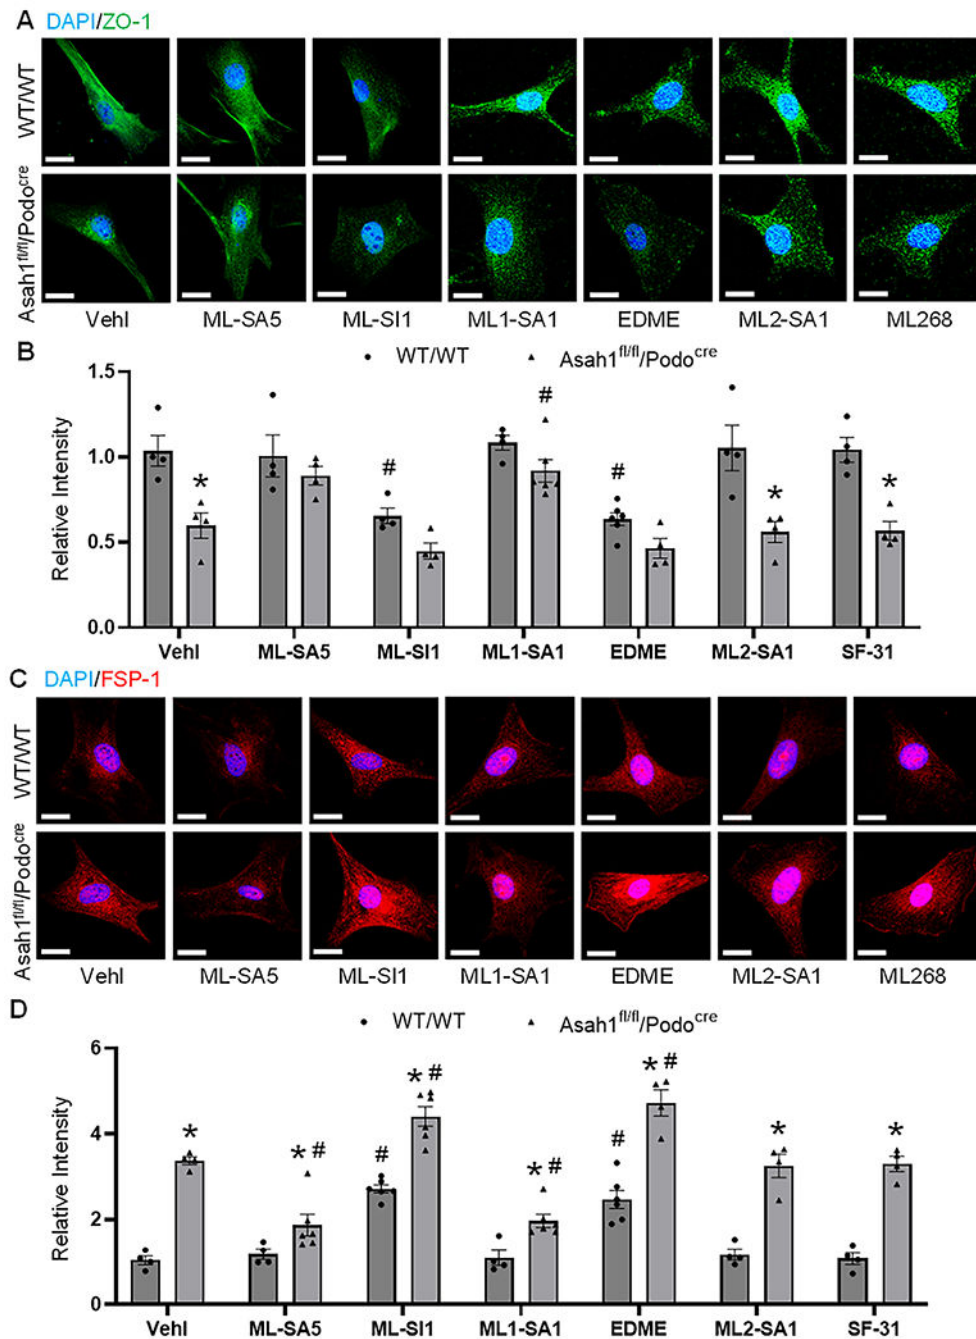 A DAPI/ZO-1
WT/WT
Asah1fl/fl/Podocre
Vehl ML-SA5 ML-SI1 ML1-SA1 EDME ML2-SA1 ML268
B
WT/WT Asah1fl/fl/Podocre
Relative Intensity
1.5
1.0
0.5
0.0
* # # # * *
Vehl ML-SA5 ML-SI1 ML1-SA1 EDME ML2-SA1 SF-31
C DAPI/FSP-1
WT/WT
Asah1fl/fl/Podocre
Vehl ML-SA5 ML-SI1 ML1-SA1 EDME ML2-SA1 ML268
D
WT/WT Asah1fl/fl/Podocre
Relative Intensity
6
4
2
0
* *# # *# *# # *# * *
Vehl ML-SA5 ML-SI1 ML1-SA1 EDME ML2-SA1 SF-31